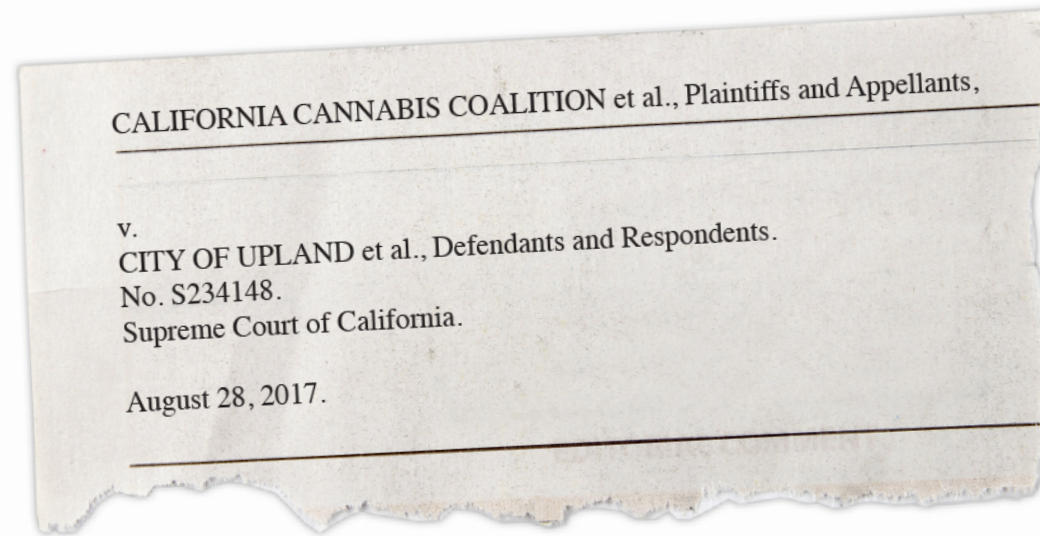 CALIFORNIA CANNABIS COALITION et al., Plaintiffs and Appellants,
v.
CITY OF UPLAND et al., Defendants and Respondents.
No. S234148.
Supreme Court of California.
August 28, 2017.